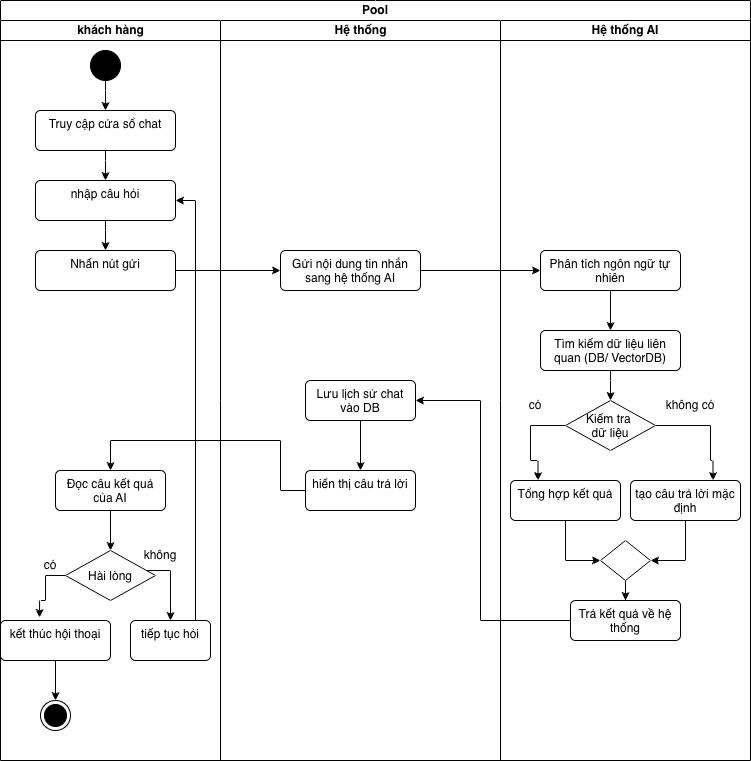 Pool
khách hàng
Hệ thống
Hệ thống AI
Truy cập cửa sổ chat
nhập câu hỏi
Nhấn nút gửi
Gửi nội dung tin nhắn
sang hệ thống AI
Phân tích ngôn ngữ tự
nhiên
Tìm kiếm dữ liệu liên
quan (DB/ VectorDB)
có
không có
Kiểm tra
dữ liệu
Lưu lịch sử chat
vào DB
Tổng hợp kết quả
tạo câu trả lời mặc
định
Đọc câu kết quả
của AI
hiển thị câu trả lời
có
không
Hài lòng
Trả kết quả về hệ
thống
kết thúc hội thoại
tiếp tục hỏi